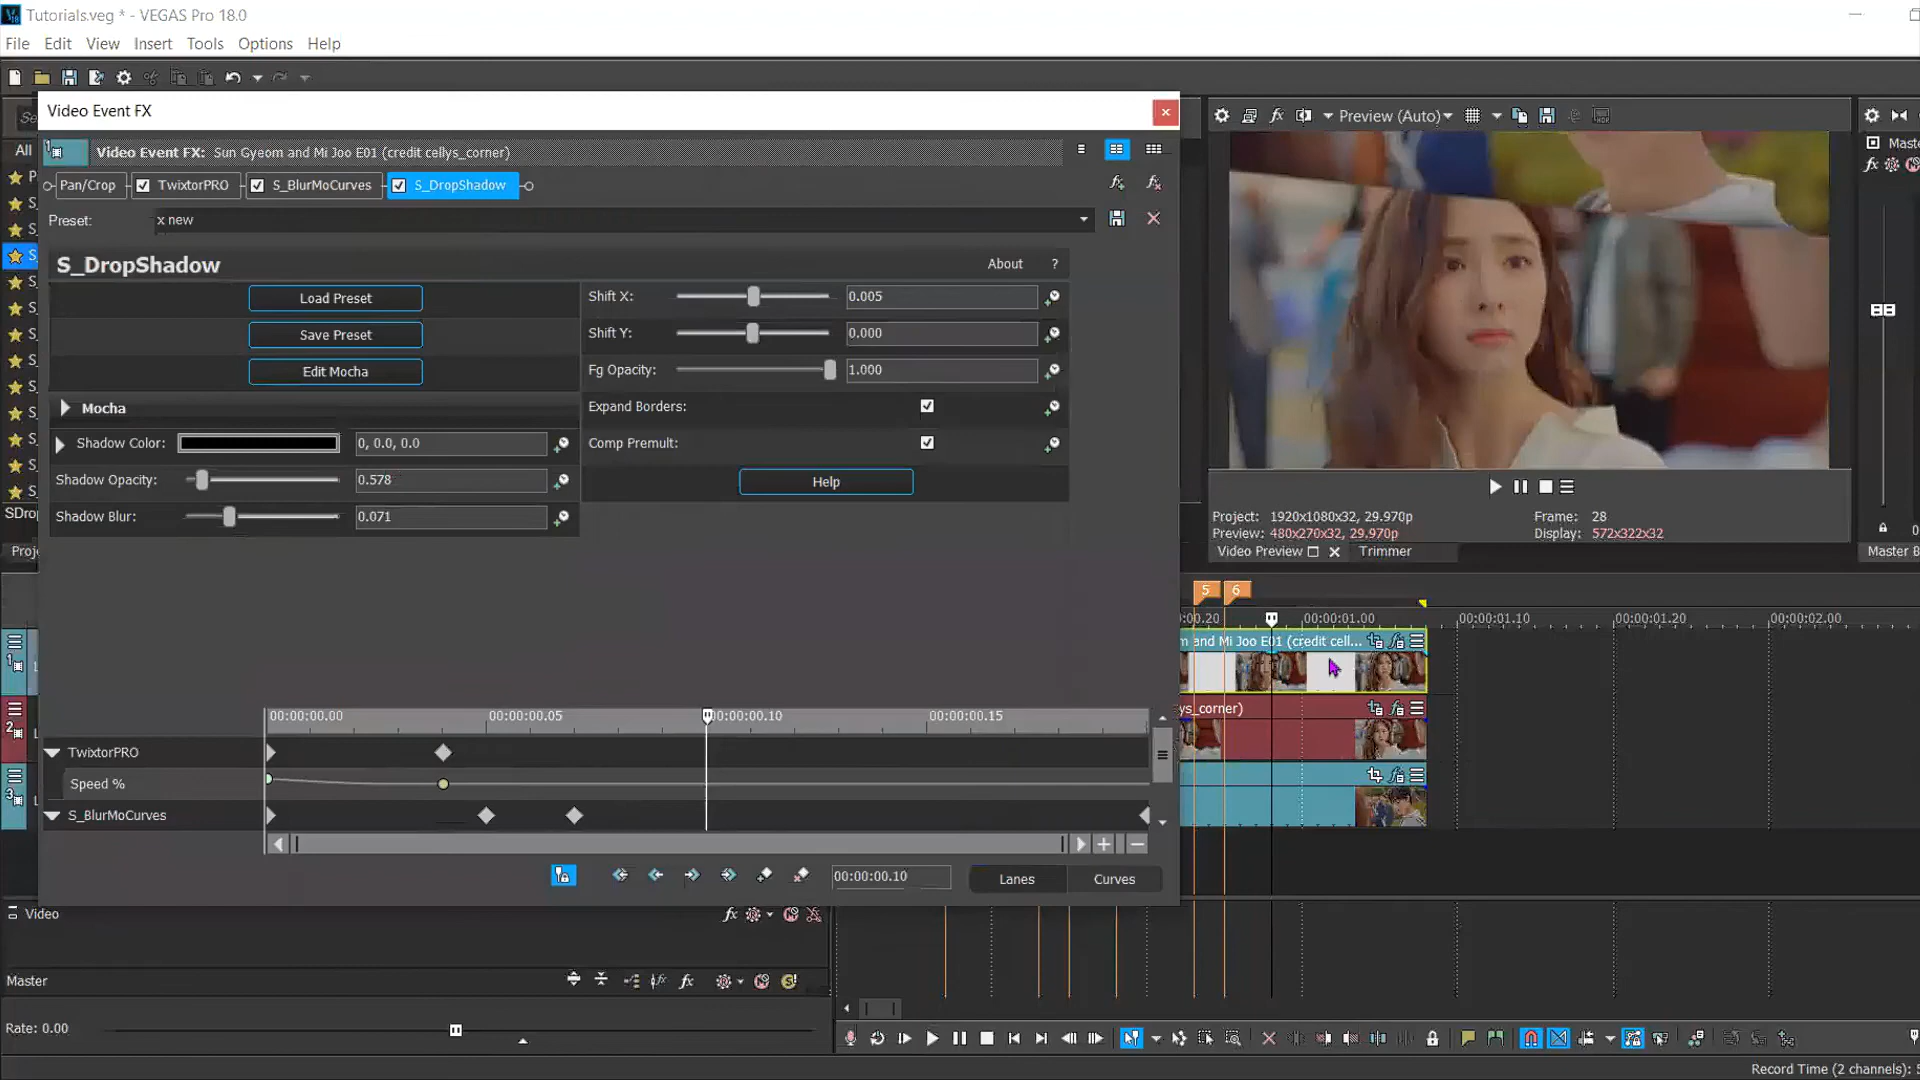 Tutorials.veg * - VEGAS Pro 18.0
File Edit View Insert Tools Options Help
Video Event FX
Preview (Auto)
All
Video Event FX: Sun Gyeom and Mi Joo E01 (credit cellys_corner)
Pan/Crop TwixtorPRO S_BlurMoCurves S_DropShadow
Preset: x new
S_DropShadow About ?
Load Preset
Save Preset
Edit Mocha
Mocha
Shadow Color: 0, 0.0, 0.0
Shadow Opacity: 0.578
Shadow Blur: 0.071
Shift X: 0.005
Shift Y: 0.000
Fg Opacity: 1.000
Expand Borders:
Comp Premult:
Help
Project: 1920x1080x32, 29.970p
Preview: 480x270x32, 29.970p
Frame: 28
Display: 572x322x32
Video Preview Trimmer
Master B
5 6
00:00:01.00 00:00:01.10 00:00:01.20 00:00:02.00
and Mi Joo E01 (credit cell...
ys_corner)
1
2
3
00:00:00.00 00:00:00.05 00:00:00.10 00:00:00.15
TwixtorPRO
Speed %
S_BlurMoCurves
00:00:00.10
Lanes Curves
Video
Master
Rate: 0.00
Record Time (2 channels):